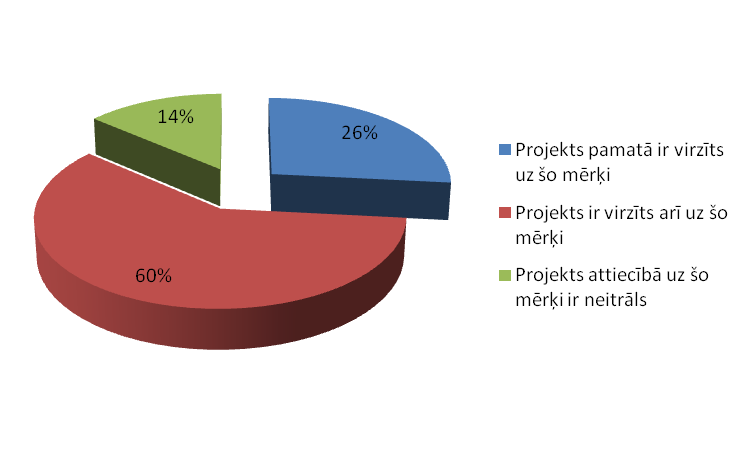 14%
26%
60%
Projekts pamatā ir virzīts
uz šo mērķi
Projekts ir virzīts arī uz šo
mērķi
Projekts attiecībā uz šo
mērķi ir neitrāls